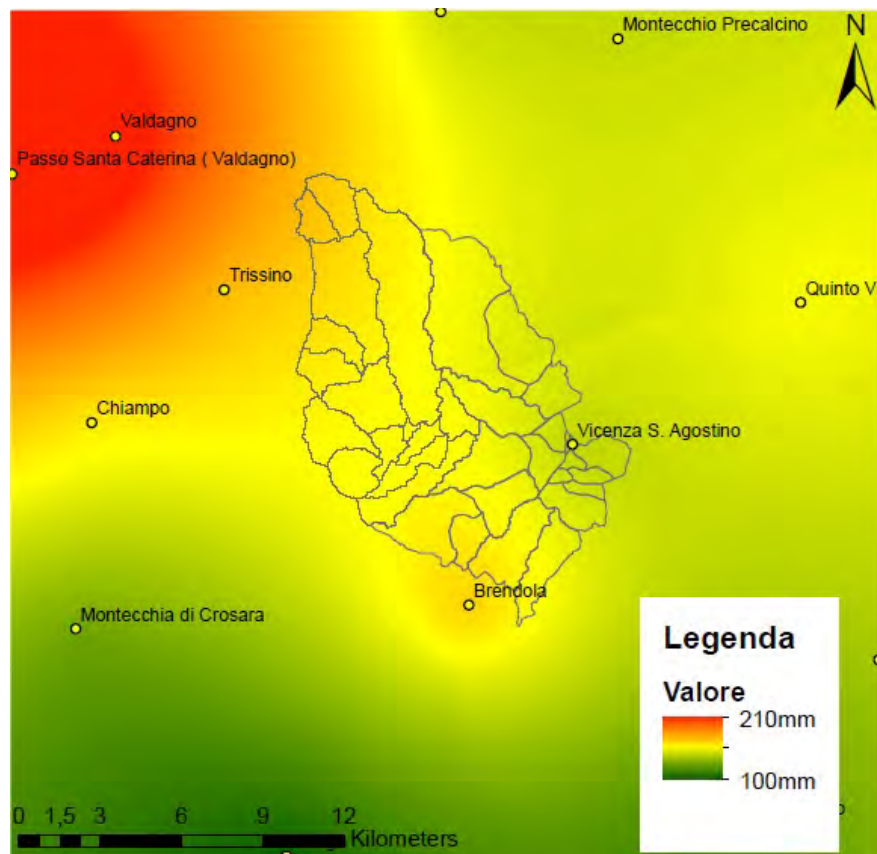 Montecchio Precalcino
N
Valdagno
Passo Santa Caterina ( Valdagno)
Trissino
Quinto V
Chiampo
Vicenza S. Agostino
Brendola
Montecchia di Crosara
Legenda
Valore
210mm
100mm
0 1,5 3 6 9 12
Kilometers